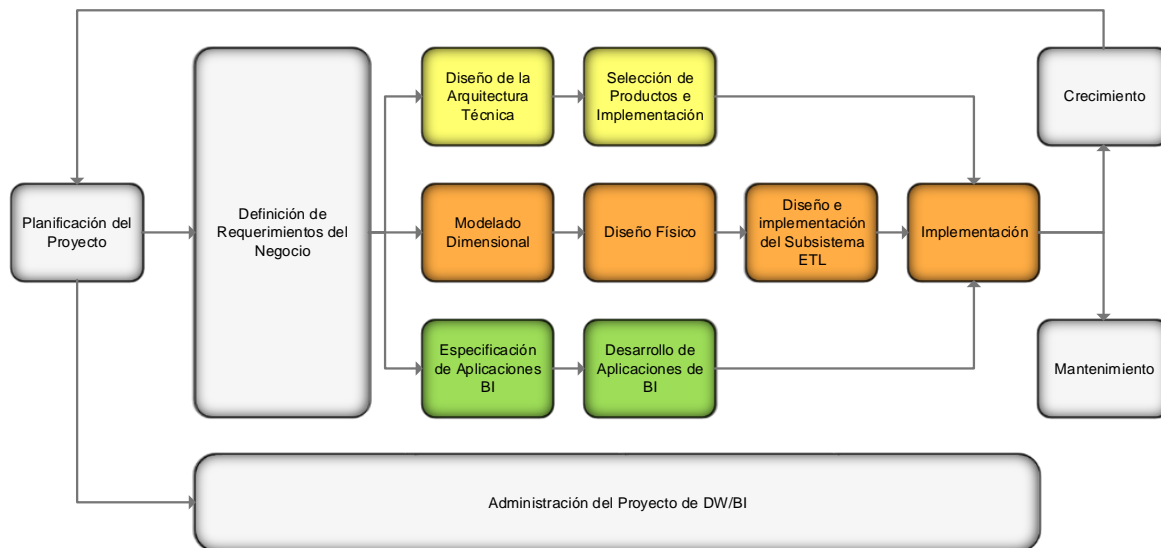 Planificación del
Proyecto
Definición de
Requerimientos del
Negocio
Diseño de la
Arquitectura
Técnica
Selección de
Productos e
Implementación
Modelado
Dimensional
Diseño Físico
Diseño e
implementación
del Subsistema
ETL
Implementación
Especificación
de Aplicaciones
BI
Desarrollo de
Aplicaciones de
BI
Crecimiento
Mantenimiento
Administración del Proyecto de DW/BI